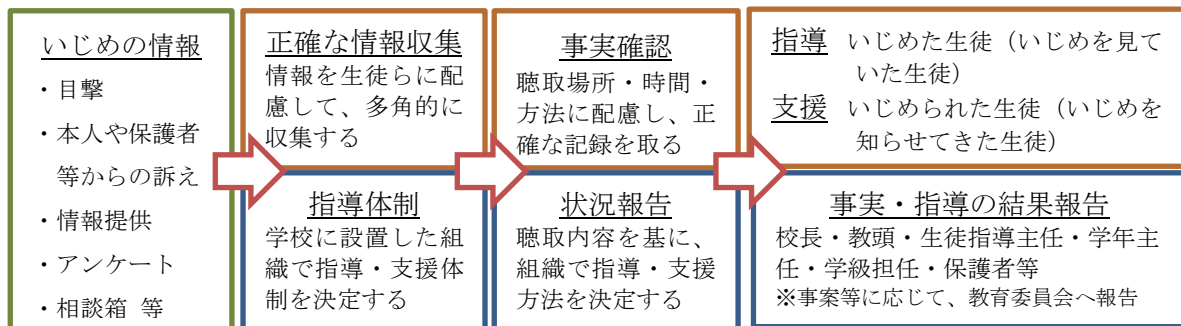 いじめの情報
・目撃
・本人や保護者
等からの訴え
・情報提供
・アンケート
・相談箱 等
正確な情報収集
情報を生徒らに配
慮して、多角的に
収集する
指導体制
学校に設置した組
織で指導・支援体
制を決定する
事実確認
聴取場所・時間・
方法に配慮し、正
確な記録を取る
状況報告
聴取内容を基に、
組織で指導・支援
方法を決定する
指導 いじめた生徒（いじめを見て
いた生徒）
支援 いじめられた生徒（いじめを
知らせてきた生徒）
事実・指導の結果報告
校長・教頭・生徒指導主任・学年主
任・学級担任・保護者等
※事案等に応じて、教育委員会へ報告